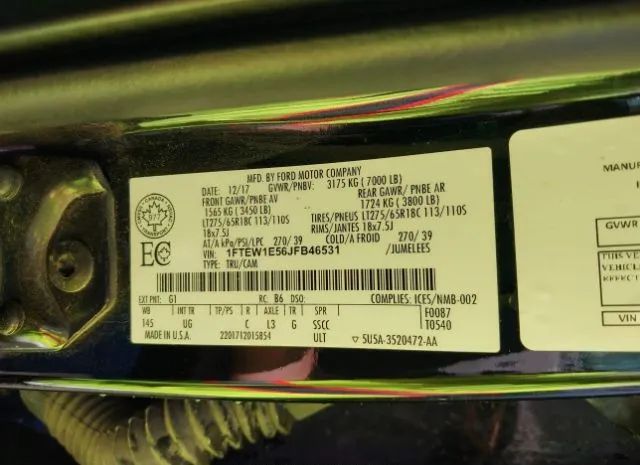 MFD. BY FORD MOTOR COMPANY
DATE: 12/17 GVWR/PNBV: 3175 KG ( 7000 LB)
FRONT GAWR/PNBE AV REAR GAWR/ PNBE AR
1565 KG ( 3450 LB) 1724 KG ( 3800 LB)
LT275/65R18C 113/110S TIRES/PNEUS LT275/65R18C 113/110S
18x7.5J RIMS/JANTES 18x7.5J
AT/A kPa/PSI/LPC 270/ 39 COLD/A FROID 270/ 39
VIN: 1FTEW1E56JFB46531 /JUMELEES
TYPE: TRU/CAM
EC
EXT PNT: G1 RC: B6 DSO: COMPLIES: ICES/NMB-002
WB INT TR TP/PS R AXLE TR SPR F0087
145 UG C L3 G SSCC T0540
MADE IN U.S.A. 2201712015854 ULT 5U5A-3520472-AA
MANU
GVWR
THIS V
VEHICL
EFFECT
VIN